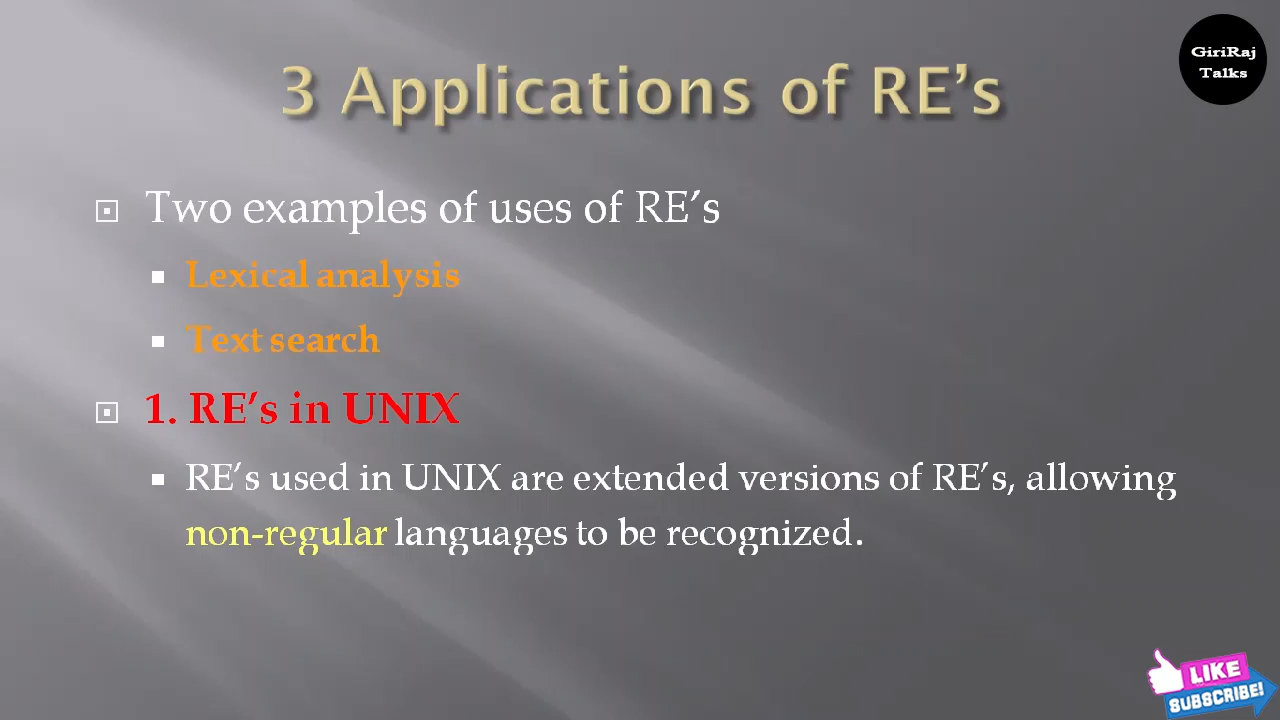 GiriRaj
Talks
3 Applications of RE’s
Two examples of uses of RE’s
Lexical analysis
Text search
1. RE’s in UNIX
RE’s used in UNIX are extended versions of RE’s, allowing
non-regular languages to be recognized.
LIKE
SUBSCRIBE!